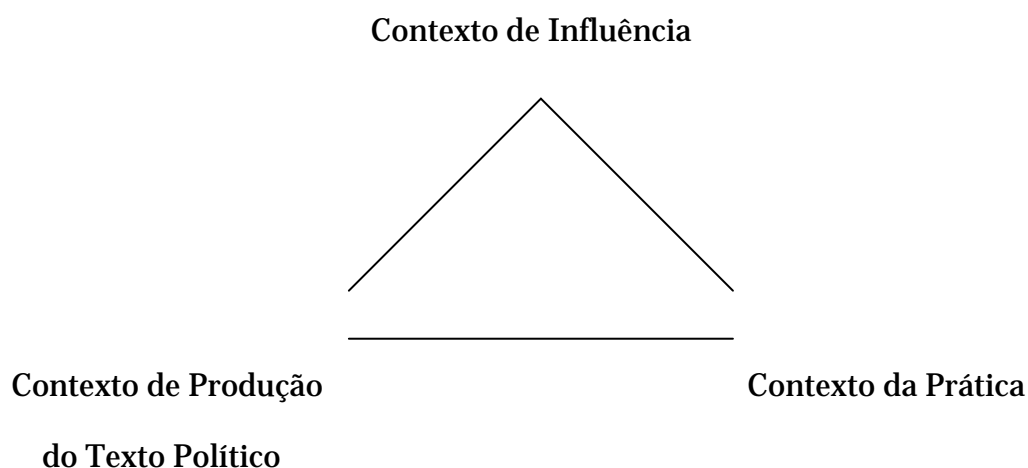 Contexto de Influência
Contexto de Produção
do Texto Político
Contexto da Prática